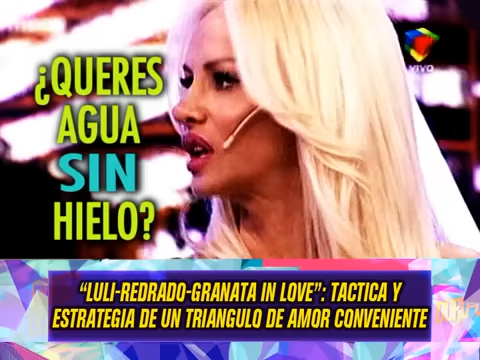 VIVO
¿QUERES
AGUA
SIN
HIELO?
“LULI-REDRADO-GRANATA IN LOVE”: TACTICA Y
ESTRATEGIA DE UN TRIANGULO DE AMOR CONVENIENTE